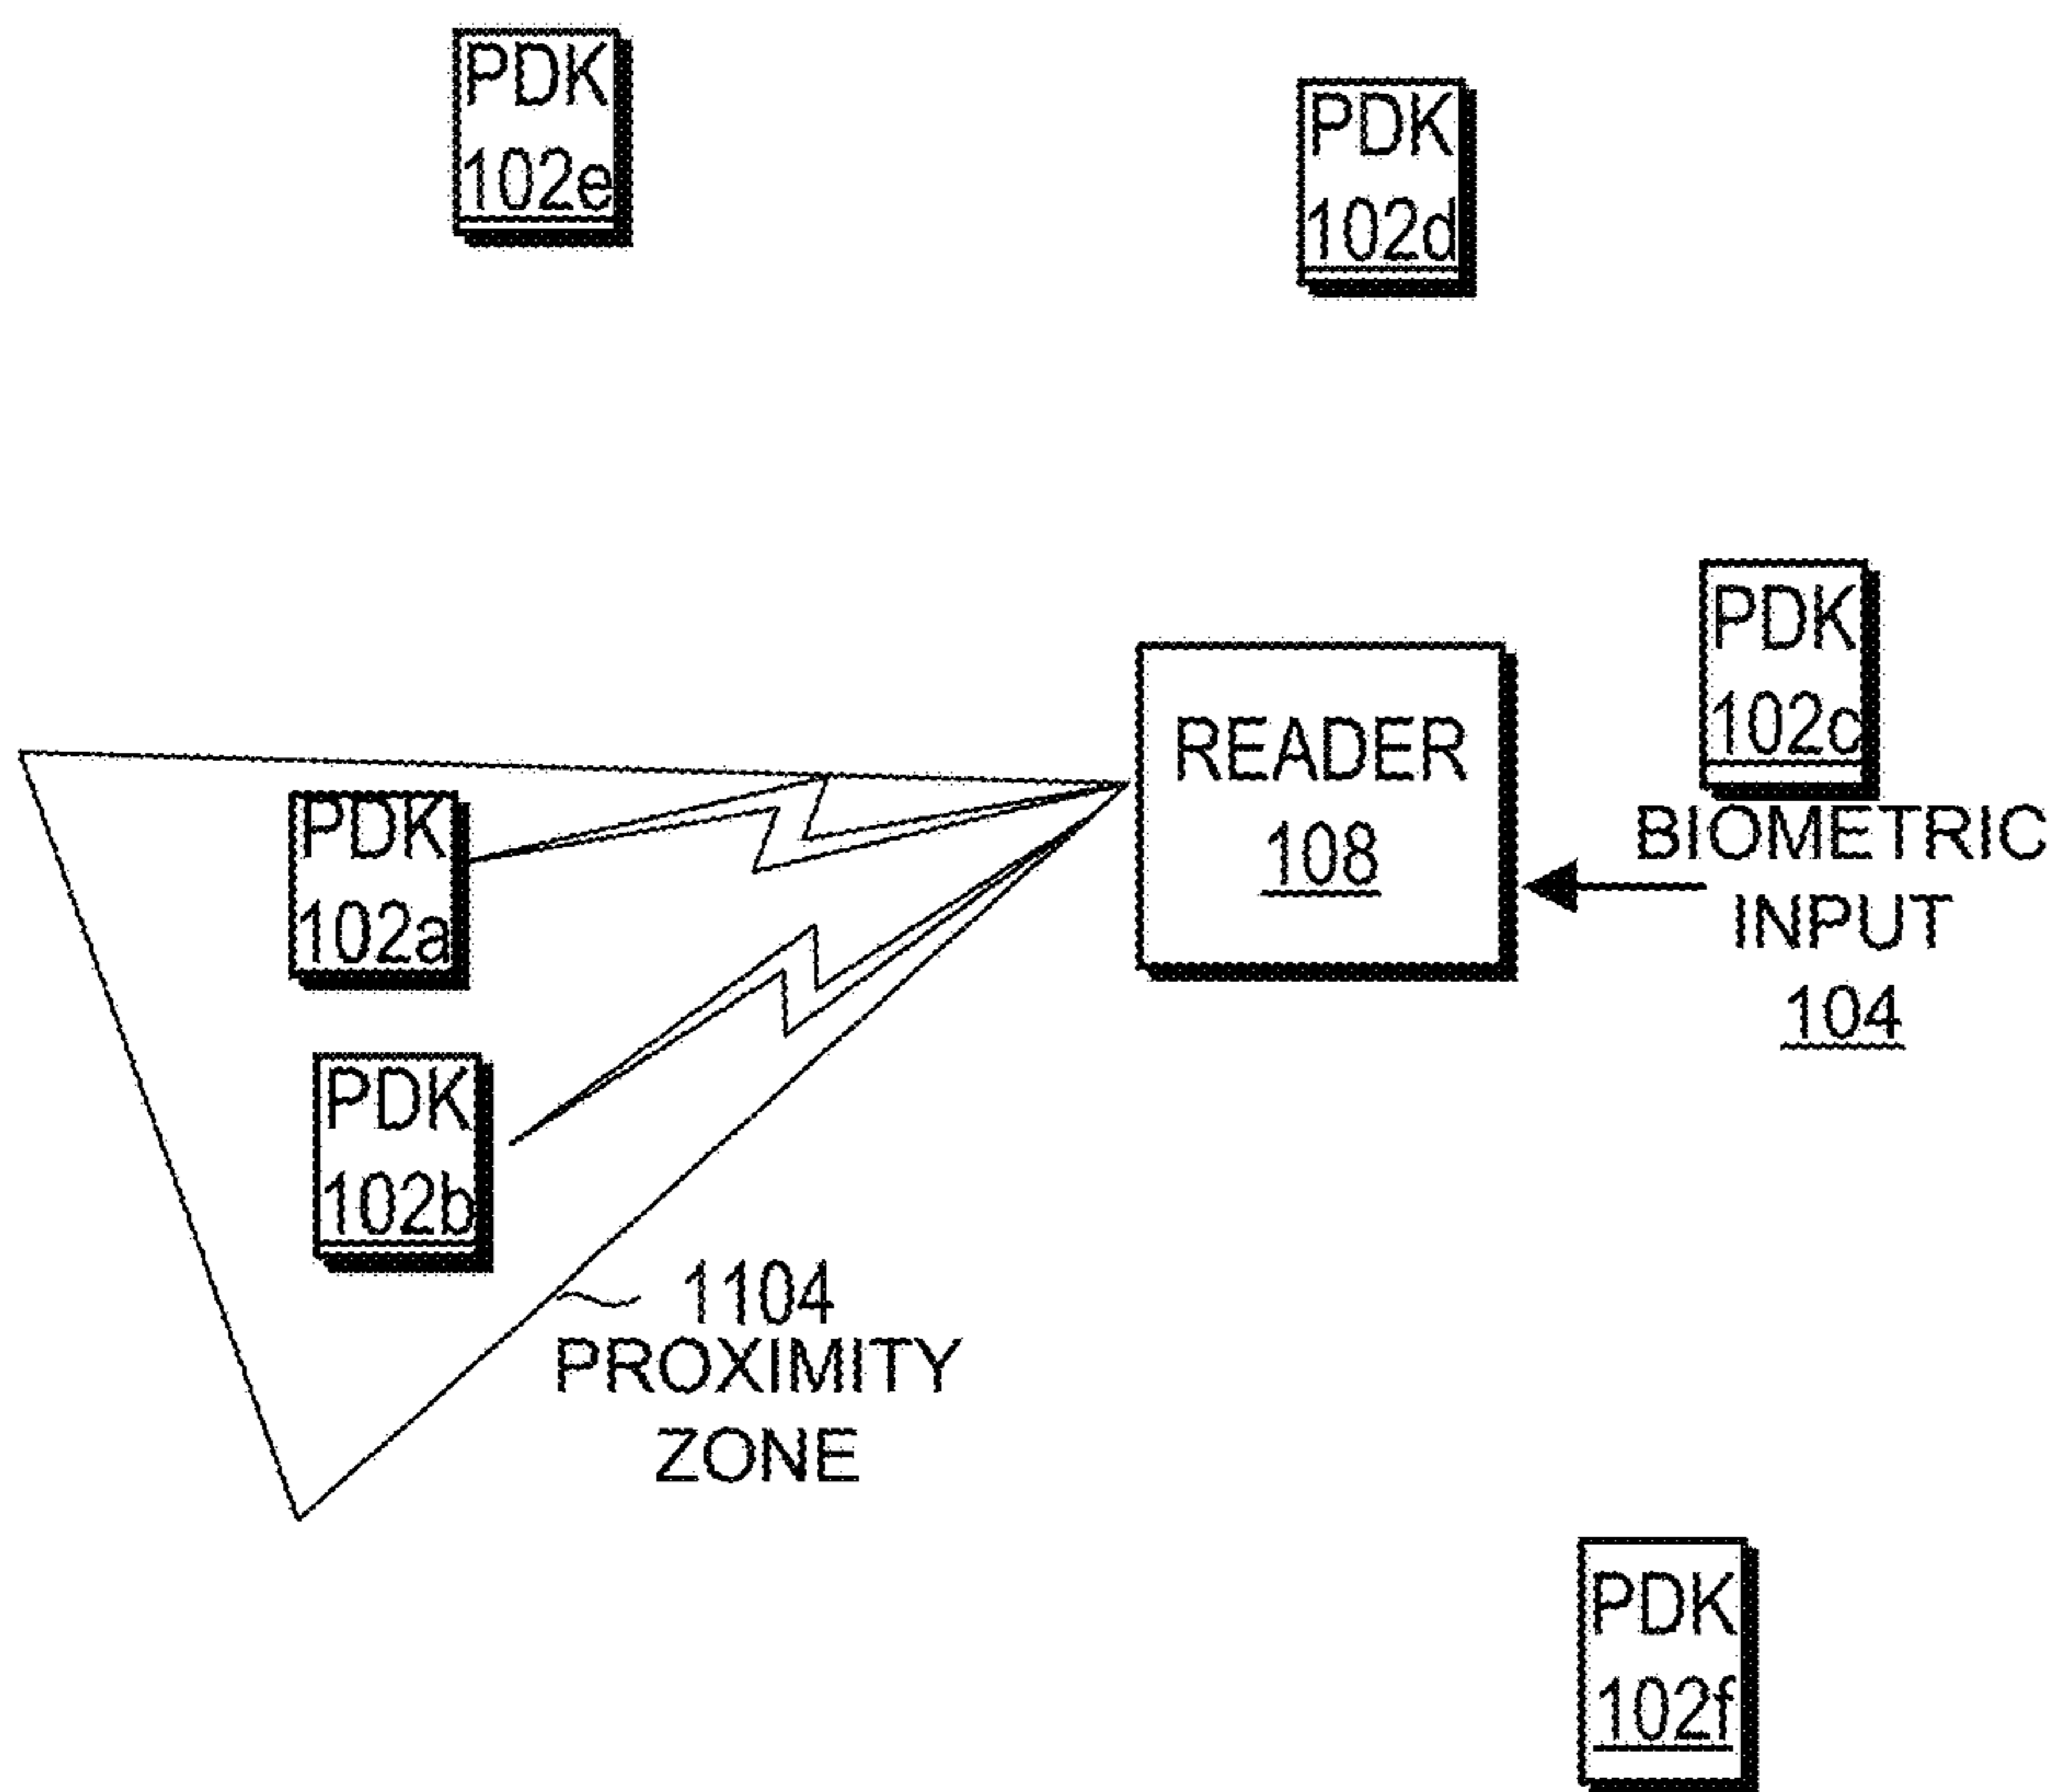 PDK
102e
PDK
102d
PDK
102c
READER
108
BIOMETRIC
INPUT
104
PDK
102a
PDK
102b
1104
PROXIMITY
ZONE
PDK
102f